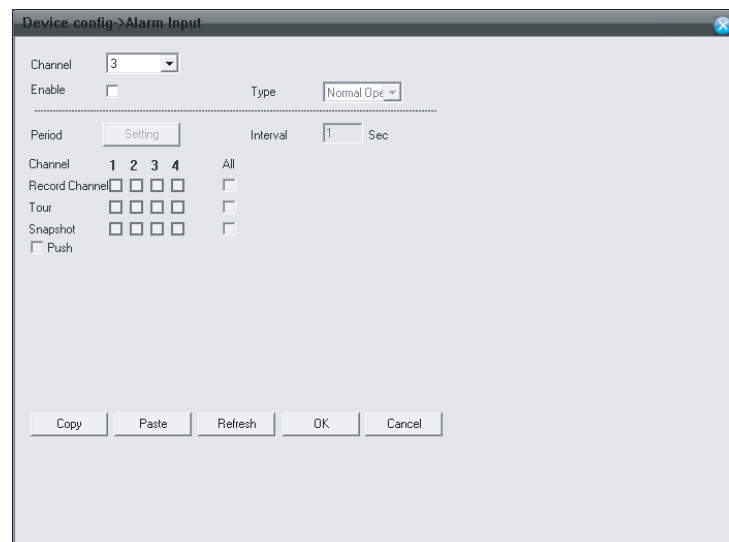 Device config->Alarm Input
Channel 3
Enable Type Normal Ope
Period Setting Interval 1 Sec
Channel 1 2 3 4 All
Record Channel
Tour
Snapshot
Push
Copy Paste Refresh OK Cancel